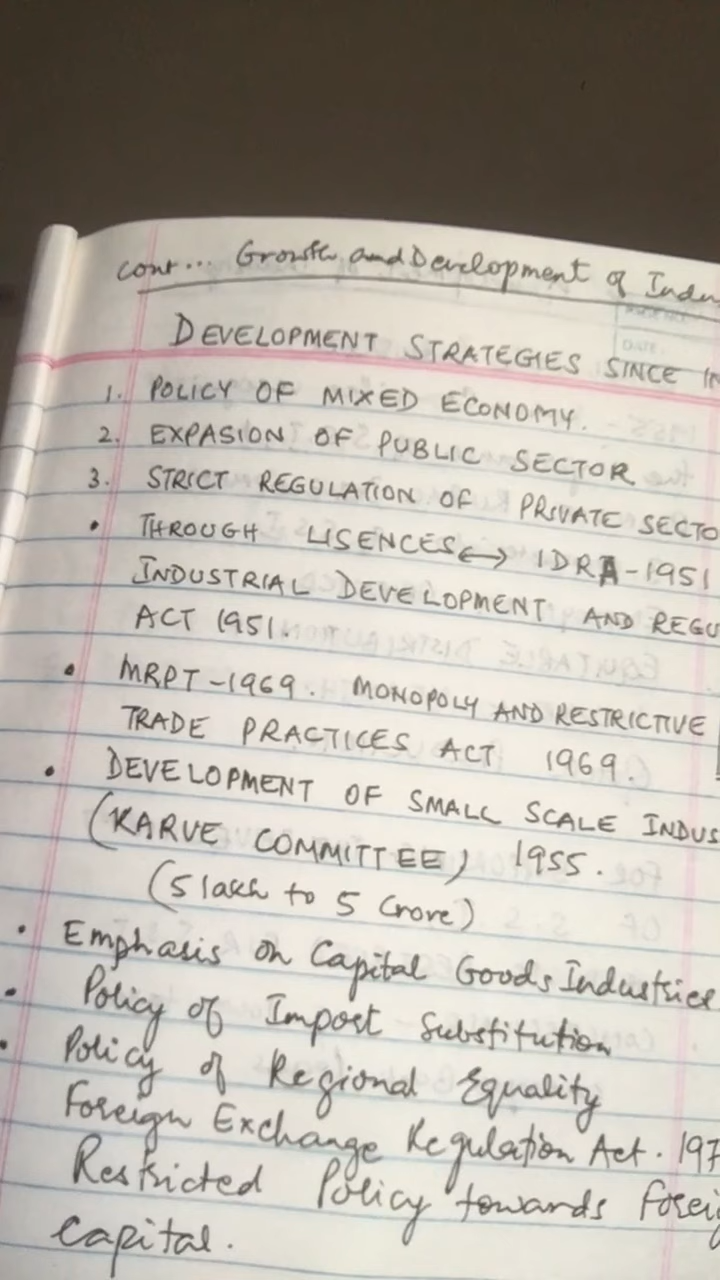 cont... Growth and Development of Indu
DEVELOPMENT STRATEGIES SINCE IN
1. POLICY OF MIXED ECONOMY.
2. EXPASION OF PUBLIC SECTOR
3. STRICT REGULATION OF PRIVATE SECTO
• THROUGH LISENCES ↔ IDRA-1951
INDUSTRIAL DEVELOPMENT AND REGU
ACT 1951.
• MRPT-1969. MONOPOLY AND RESTRICTIVE
TRADE PRACTICES ACT 1969.
• DEVELOPMENT OF SMALL SCALE INDUS
(KARVE COMMITTEE) 1955.
(5 lakh to 5 Crore)
• Emphasis on Capital Goods Industries
• Policy of Import Substitution
• Policy of Regional Equality
Foreign Exchange Regulation Act. 197
Restricted Policy towards forei
capital.